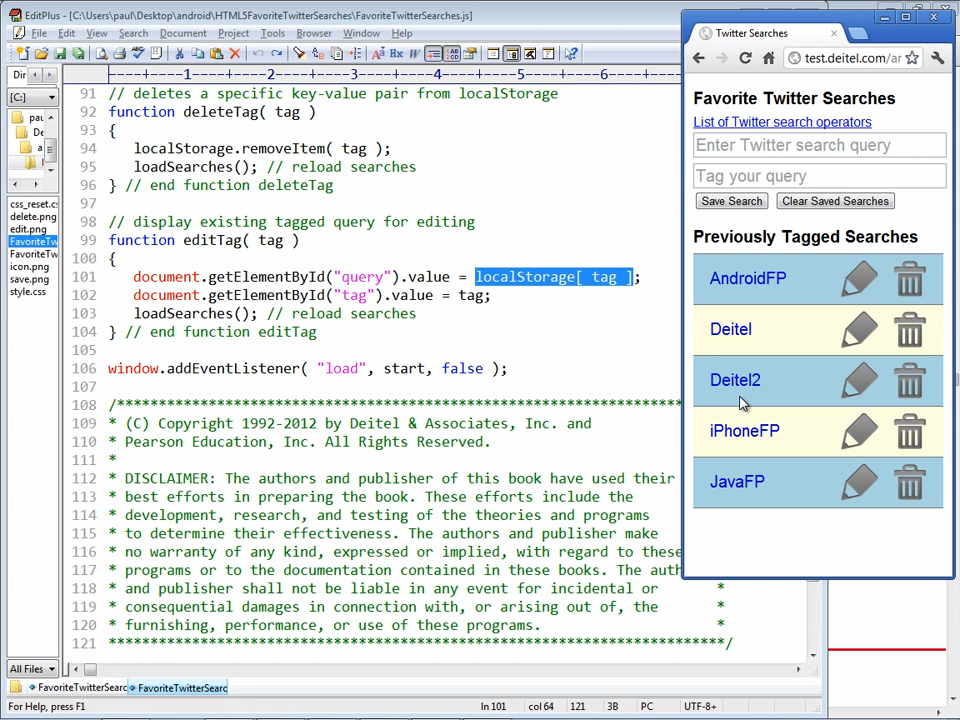 EditPlus - [C:\Users\paul\Desktop\android\HTML5FavoriteTwitterSearches\FavoriteTwitterSearches.js]
File Edit View Search Document Project Tools Browser Window Help
Dir
[C:]
pau
De
a
css_reset.c
delete.png
edit.png
FavoriteTw
FavoriteTw
icon.png
save.png
style.css
All Files
----+----1----+----2----+----3----+----4----+----5----+----6----
91 // deletes a specific key-value pair from localStorage
92 function deleteTag( tag )
93 {
94 localStorage.removeItem( tag );
95 loadSearches(); // reload searches
96 } // end function deleteTag
97
98 // display existing tagged query for editing
99 function editTag( tag )
100 {
101 document.getElementById("query").value = localStorage[ tag ];
102 document.getElementById("tag").value = tag;
103 loadSearches(); // reload searches
104 } // end function editTag
105
106 window.addEventListener( "load", start, false );
107
108 /**************************************************************
109 * (C) Copyright 1992-2012 by Deitel & Associates, Inc. and
110 * Pearson Education, Inc. All Rights Reserved.
111 *
112 * DISCLAIMER: The authors and publisher of this book have used their
113 * best efforts in preparing the book. These efforts include the
114 * development, research, and testing of the theories and programs
115 * to determine their effectiveness. The authors and publisher make
116 * no warranty of any kind, expressed or implied, with regard to these
117 * programs or to the documentation contained in these books. The auth
118 * and publisher shall not be liable in any event for incidental or *
119 * consequential damages in connection with, or arising out of, the *
120 * furnishing, performance, or use of these programs. *
121 **************************************************************************/
FavoriteTwitterSearc FavoriteTwitterSearc
For Help, press F1 ln 101 col 64 121 3B PC UTF-8+
Twitter Searches
test.deitel.com/ar
Favorite Twitter Searches
List of Twitter search operators
Enter Twitter search query
Tag your query
Save Search Clear Saved Searches
Previously Tagged Searches
AndroidFP
Deitel
Deitel2
iPhoneFP
JavaFP